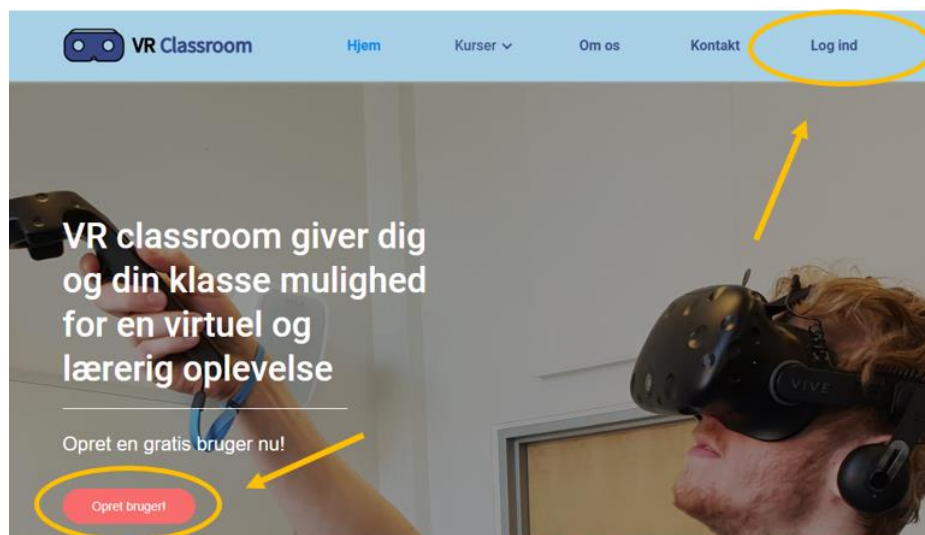 VR Classroom
Hjem
Kurser
Om os
Kontakt
Log ind
VR classroom giver dig
og din klasse mulighed
for en virtuel og
lærerig oplevelse
Opret en gratis bruger nu!
Opret bruger!
VIVE